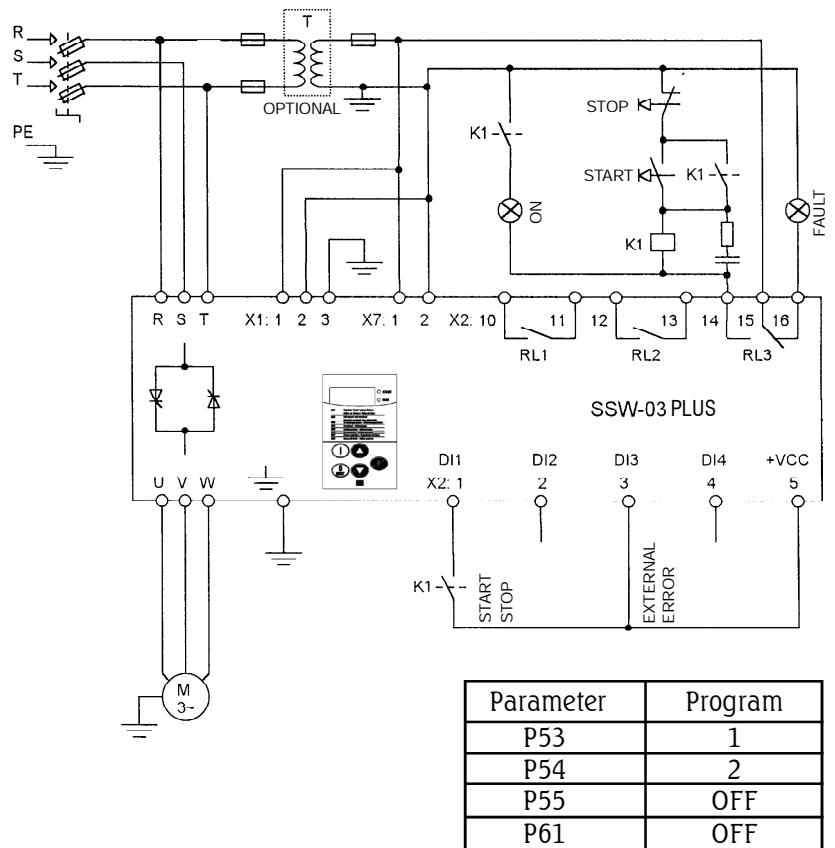 R
S
T
PE
T
OPTIONAL
STOP
K1
START
K1
K1
ON
FAULT
R S T X1: 1 2 3 X7: 1 2 X2: 10 11 12 13 14 15 16
RL1 RL2 RL3
SSW-03 PLUS
DI1 DI2 DI3 DI4 +VCC
U V W X2: 1 2 3 4 5
K1
START
STOP
EXTERNAL
ERROR
M
3~
Parameter Program
P53 1
P54 2
P55 OFF
P61 OFF